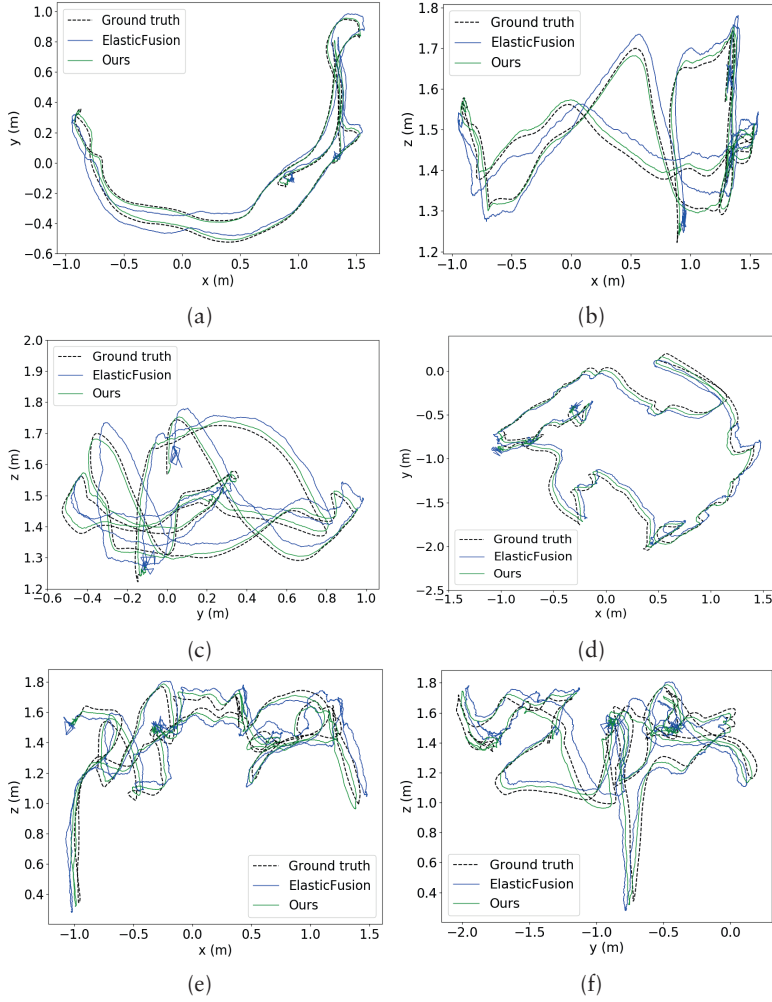 1.0
0.8
0.6
0.4
0.2
0.0
−0.2
−0.4
−0.6
y (m)
Ground truth
ElasticFusion
Ours
−1.0 −0.5 0.0 0.5 1.0 1.5
x (m)
(a)
1.8
1.7
1.6
1.5
1.4
1.3
1.2
z (m)
Ground truth
ElasticFusion
Ours
−1.0 −0.5 0.0 0.5 1.0 1.5
x (m)
(b)
2.0
1.9
1.8
1.7
1.6
1.5
1.4
1.3
1.2
z (m)
Ground truth
ElasticFusion
Ours
−0.6 −0.4 −0.2 0.0 0.2 0.4 0.6 0.8 1.0
y (m)
(c)
0.0
−0.5
−1.0
−1.5
−2.0
−2.5
y (m)
Ground truth
ElasticFusion
Ours
−1.5 −1.0 −0.5 0.0 0.5 1.0 1.5
x (m)
(d)
1.8
1.6
1.4
1.2
1.0
0.8
0.6
0.4
z (m)
Ground truth
ElasticFusion
Ours
−1.0 −0.5 0.0 0.5 1.0 1.5
x (m)
(e)
1.8
1.6
1.4
1.2
1.0
0.8
0.6
0.4
z (m)
Ground truth
ElasticFusion
Ours
−2.0 −1.5 −1.0 −0.5 0.0
y (m)
(f)